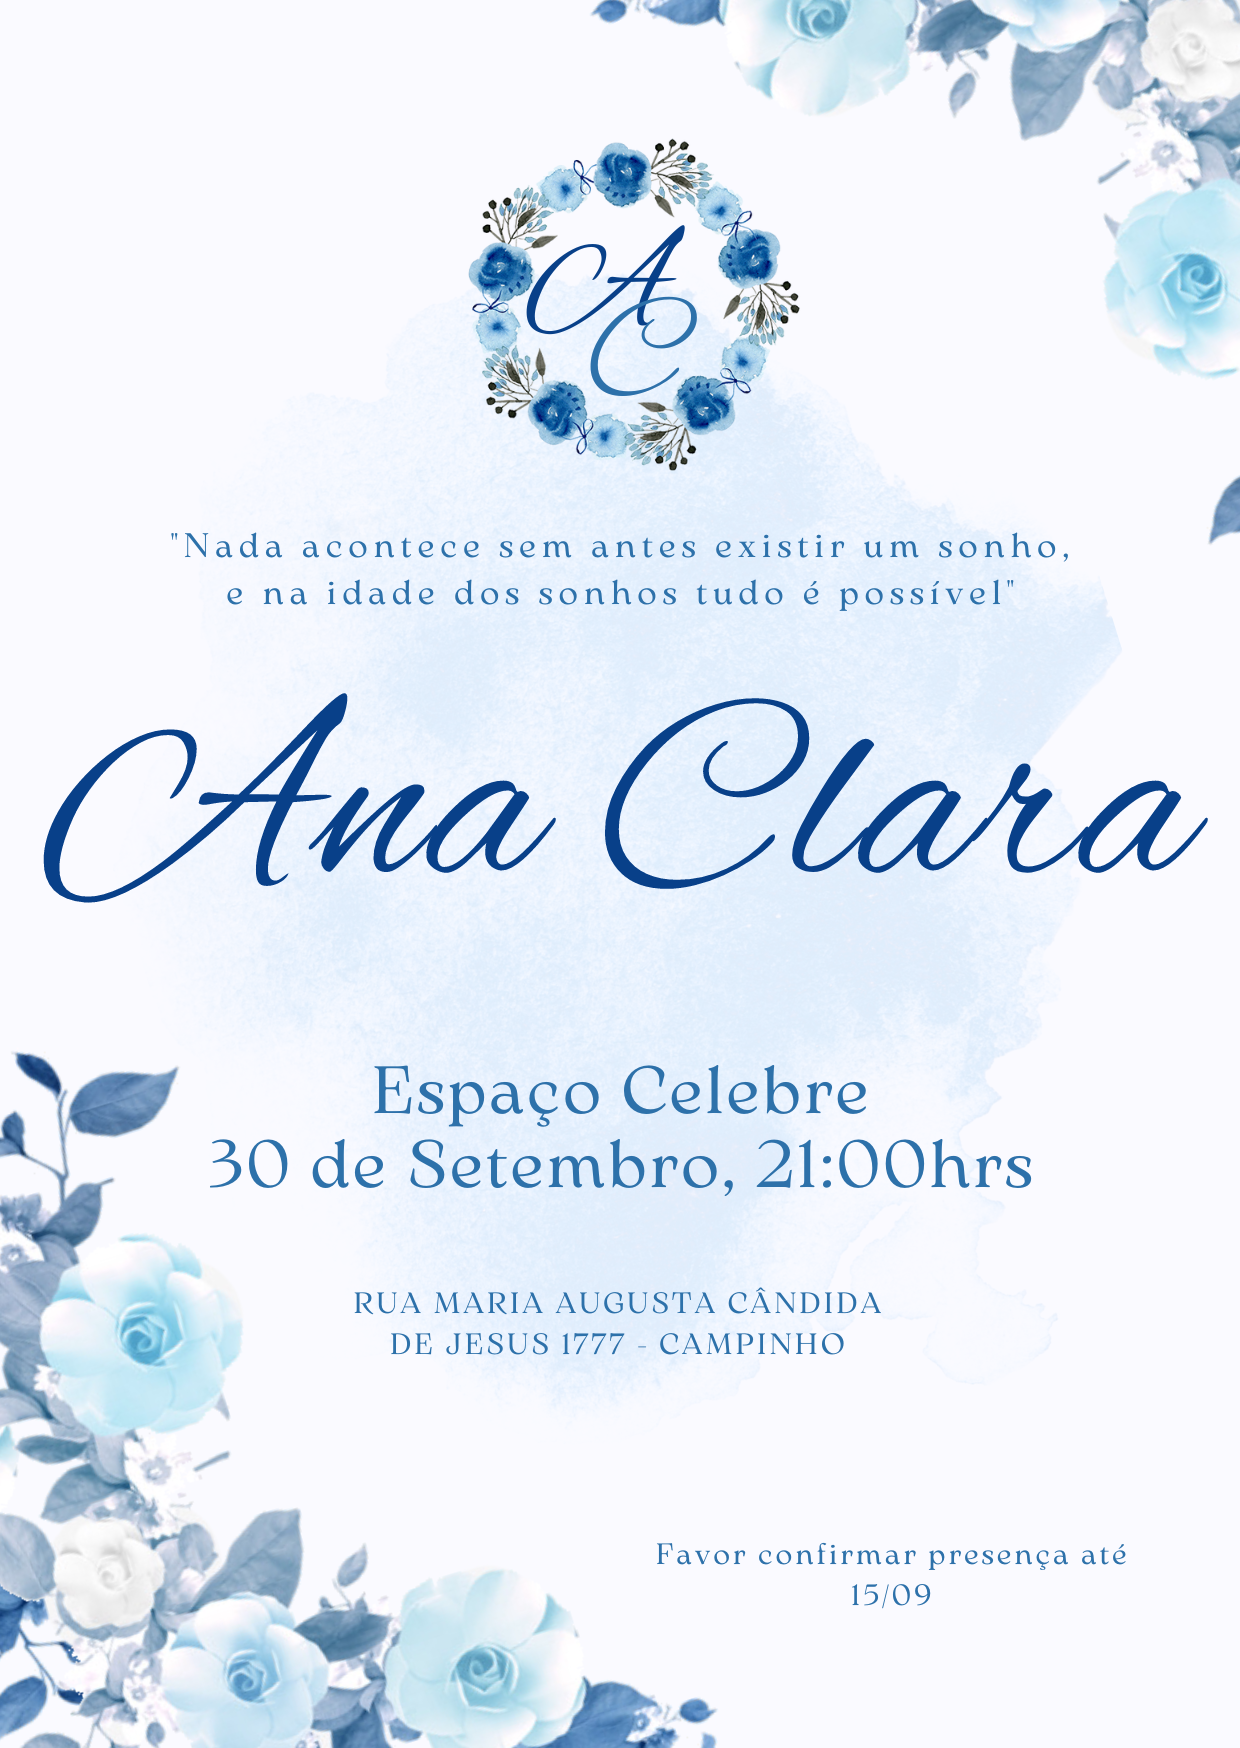 A
C
"Nada acontece sem antes existir um sonho,
e na idade dos sonhos tudo é possível"
Ana Clara
Espaço Celebre
30 de Setembro, 21:00hrs
RUA MARIA AUGUSTA CÂNDIDA
DE JESUS 1777 - CAMPINHO
Favor confirmar presença até
15/09